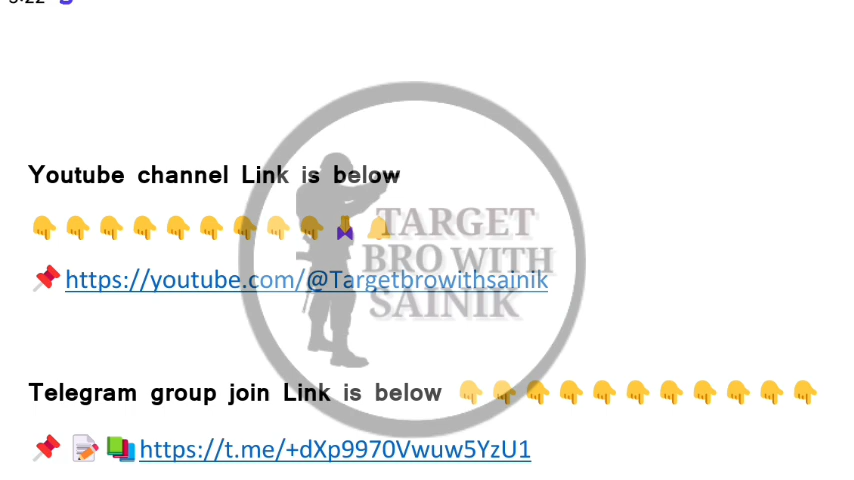 Youtube channel Link is below
👇👇👇👇👇👇👇👇👇🎖🔔
📌https://youtube.com/@Targetbrowithsainik
TARGET
BRO WITH
SAINIK
Telegram group join Link is below 👇👇👇👇👇👇👇👇👇👇👇
📌 📝 📚https://t.me/+dXp9970Vwuw5YzU1